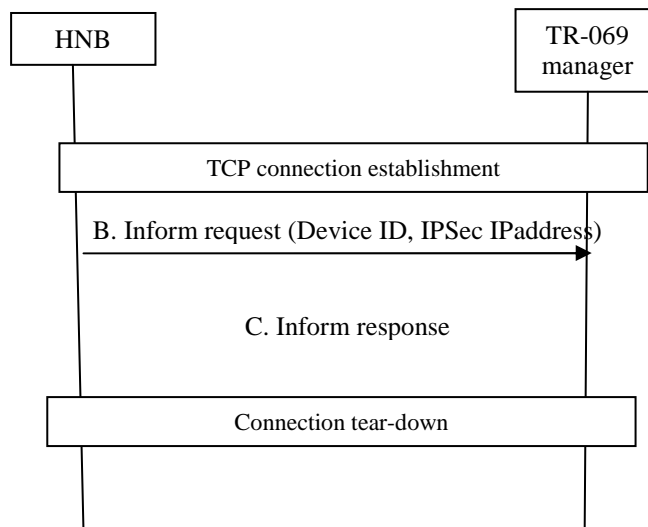 HNB
TR-069
manager
TCP connection establishment
B. Inform request (Device ID, IPSec IPaddress)
C. Inform response
Connection tear-down